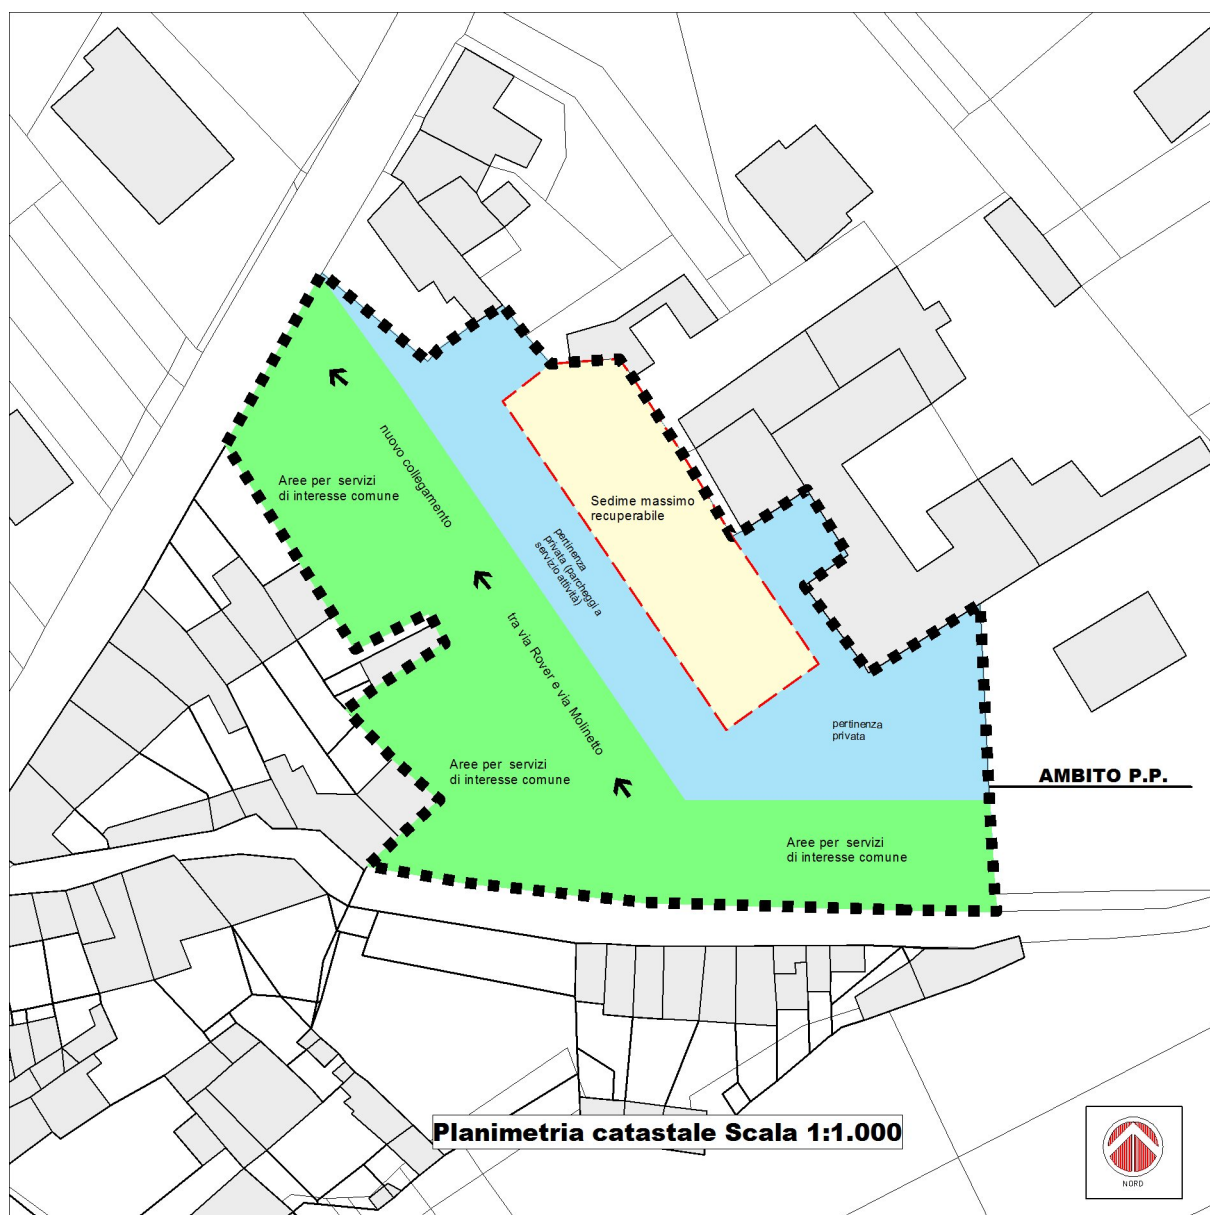 nuovo collegamento
Aree per  servizi
di interesse comune
Sedime massimo
recuperabile
pertinenza
privata (parcheggi a
servizio attività)
tra via Rover e via Molinetto
pertinenza
privata
Aree per  servizi
di interesse comune
AMBITO P.P.
Aree per  servizi
di interesse comune
Planimetria catastale Scala 1:1.000
NORD